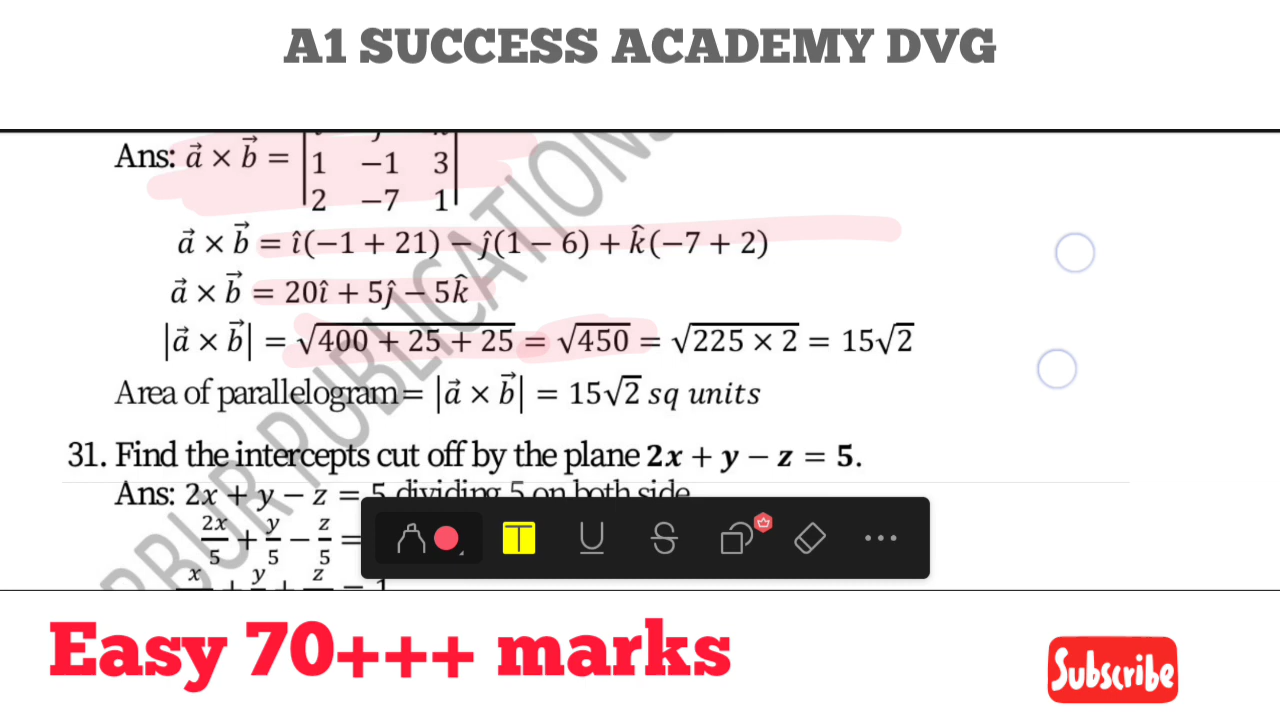 A1 SUCCESS ACADEMY DVG
Ans: a⃗ × b⃗ = |1 −1 3|
|2 −7 1|
a⃗ × b⃗ = î(−1 + 21) − ĵ(1 − 6) + k̂(−7 + 2)
a⃗ × b⃗ = 20î + 5ĵ − 5k̂
|a⃗ × b⃗| = √400 + 25 + 25 = √450 = √225 × 2 = 15√2
Area of parallelogram= |a⃗ × b⃗| = 15√2 sq units
31. Find the intercepts cut off by the plane 2x + y − z = 5.
Ans: 2x + y − z = 5 dividing 5 on both side
2x/5 + y/5 − z/5 =
x + y + z = 1
BUR PUBLICATIONS
T U S
Easy 70+++ marks
Subscribe